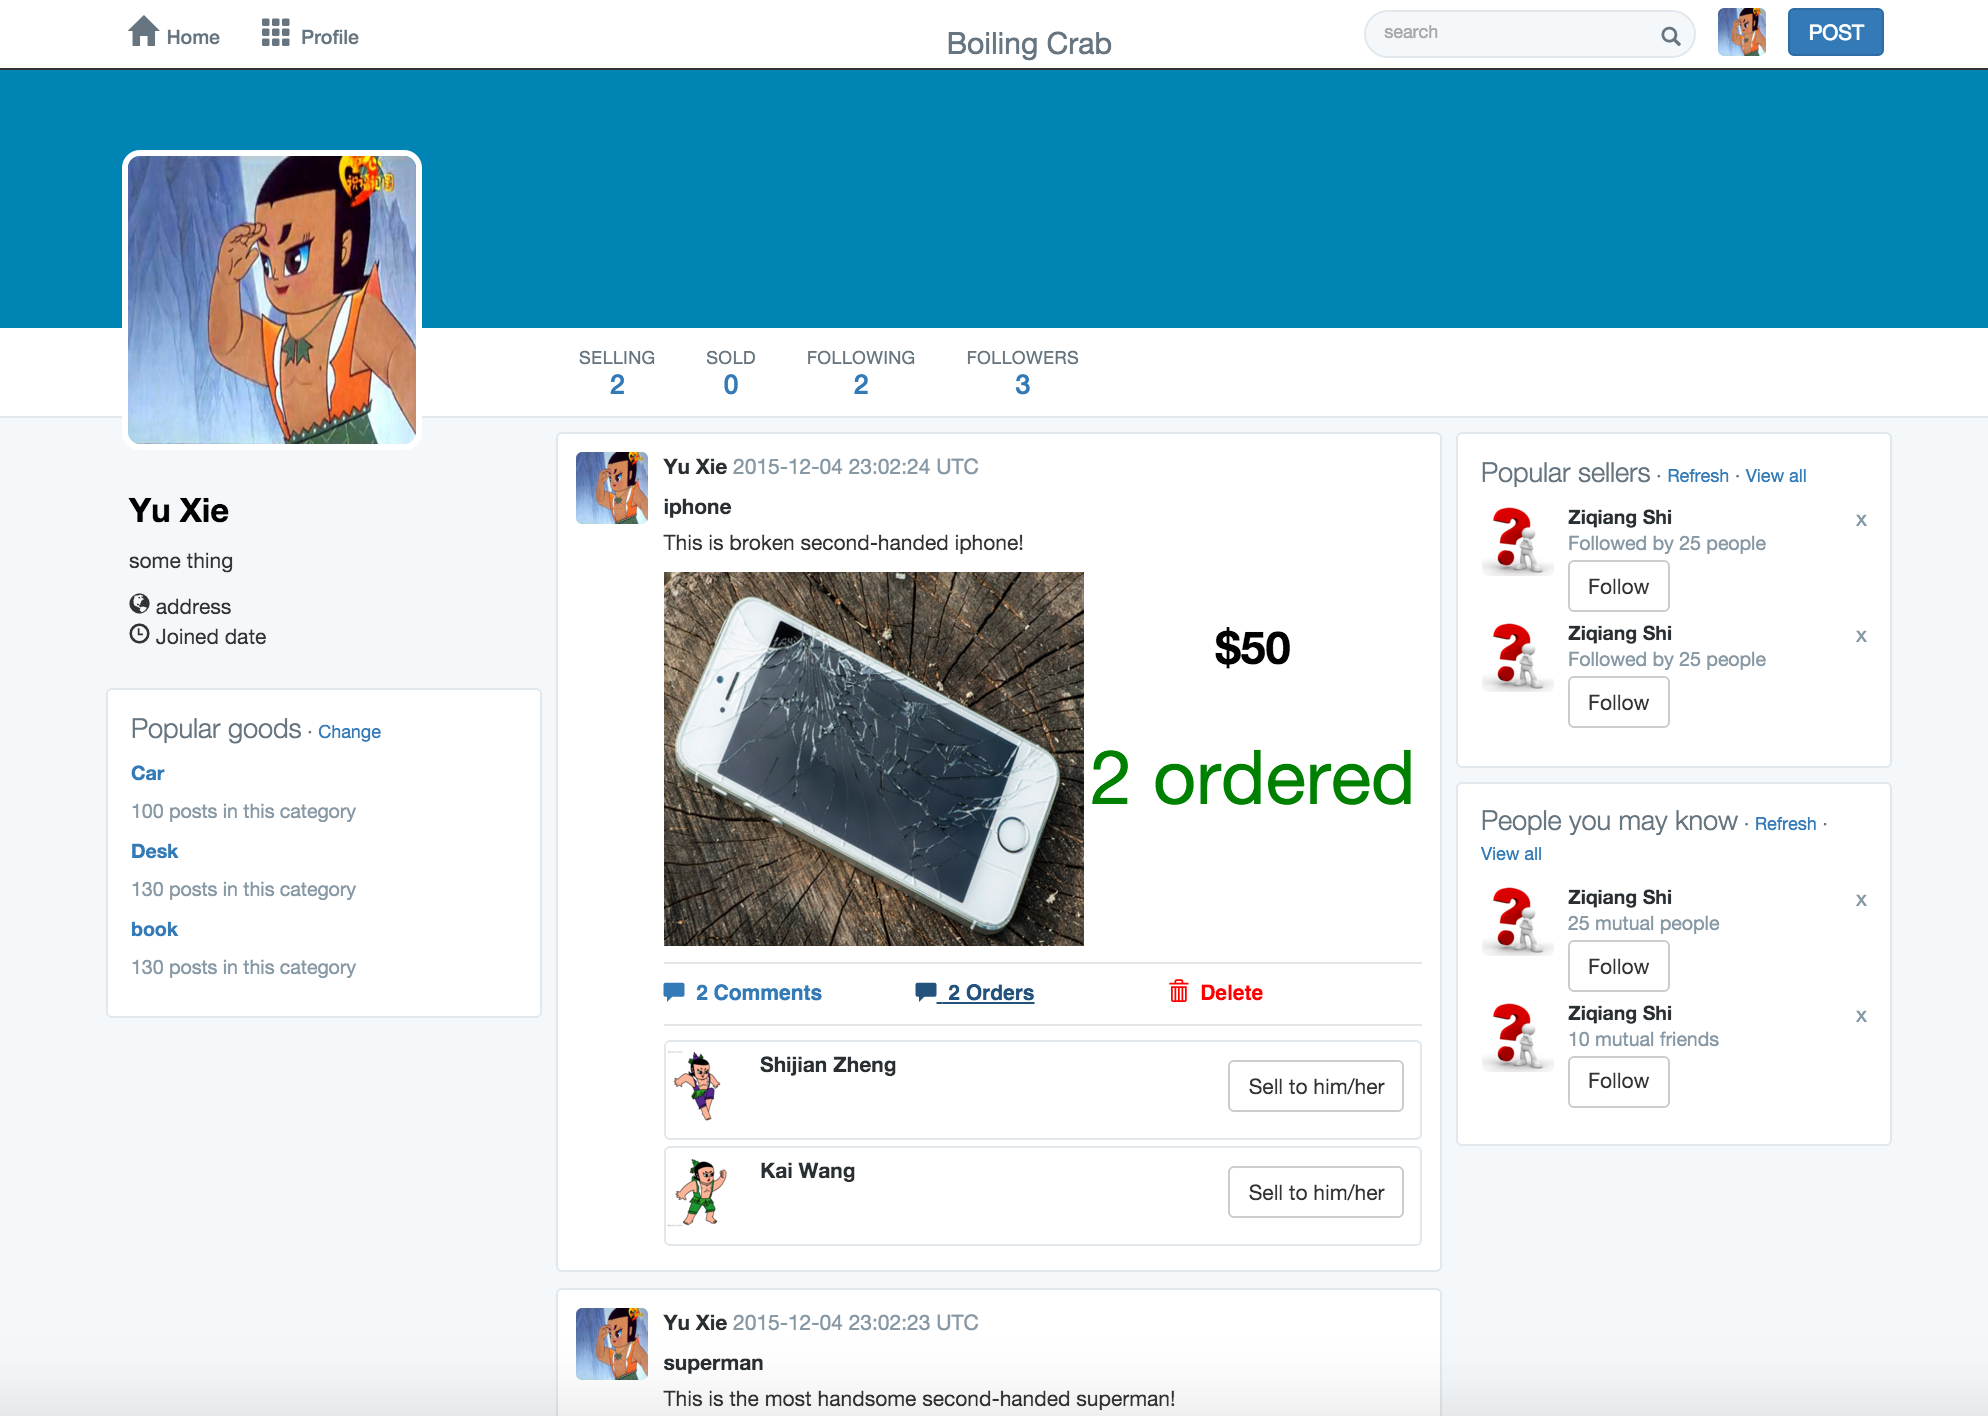 Home
Profile
Boiling Crab
search
POST
SELLING
2
SOLD
0
FOLLOWING
2
FOLLOWERS
3
Yu Xie
some thing
address
Joined date
Popular goods · Change
Car
100 posts in this category
Desk
130 posts in this category
book
130 posts in this category
Yu Xie 2015-12-04 23:02:24 UTC
iphone
This is broken second-handed iphone!
$50
2 ordered
2 Comments
2 Orders
Delete
Shijian Zheng
Sell to him/her
Kai Wang
Sell to him/her
Yu Xie 2015-12-04 23:02:23 UTC
superman
This is the most handsome second-handed superman!
Popular sellers · Refresh · View all
Ziqiang Shi
x
Followed by 25 people
Follow
Ziqiang Shi
x
Followed by 25 people
Follow
People you may know · Refresh ·
View all
Ziqiang Shi
x
25 mutual people
Follow
Ziqiang Shi
x
10 mutual friends
Follow